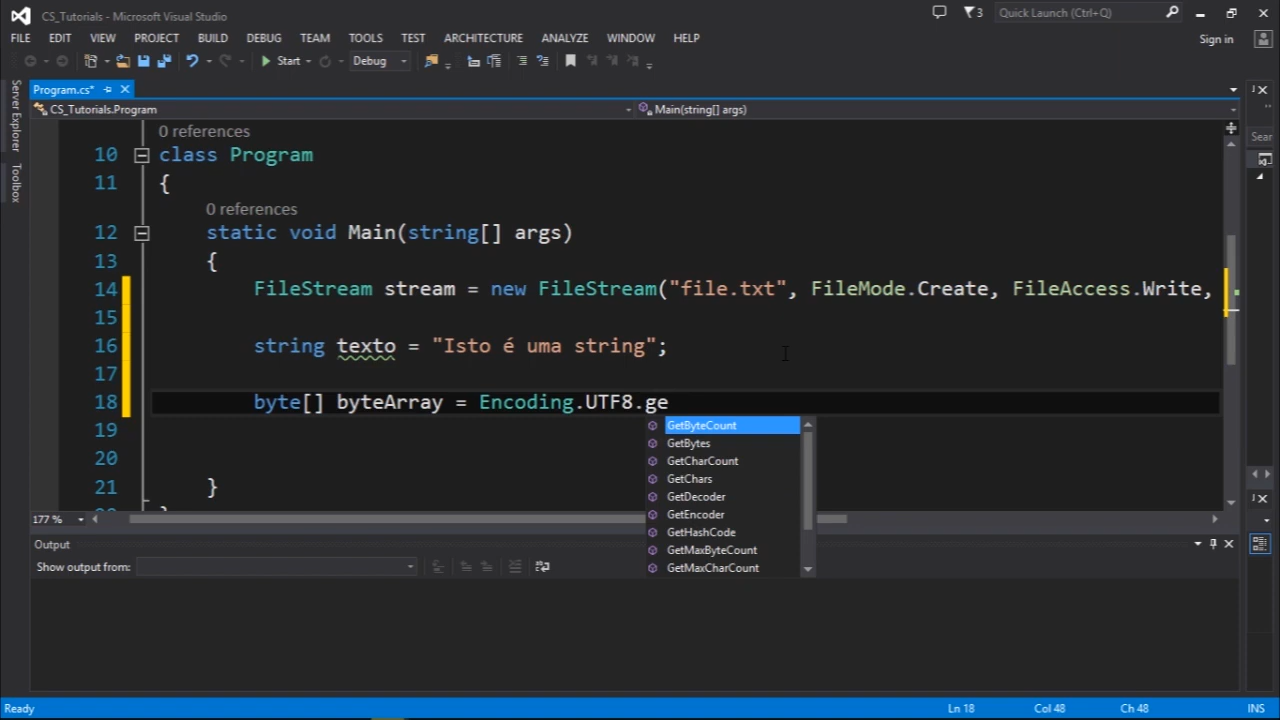 CS_Tutorials - Microsoft Visual Studio
3
Quick Launch (Ctrl+Q)
FILE EDIT VIEW PROJECT BUILD DEBUG TEAM TOOLS TEST ARCHITECTURE ANALYZE WINDOW HELP
Sign in
Start
Debug
Server Explorer
Toolbox
Program.cs*
CS_Tutorials.Program
Main(string[] args)
0 references
10 class Program
11 {
0 references
12 static void Main(string[] args)
13 {
14 FileStream stream = new FileStream("file.txt", FileMode.Create, FileAccess.Write,
15
16 string texto = "Isto é uma string";
17
18 byte[] byteArray = Encoding.UTF8.ge
GetByteCount
19
GetBytes
GetCharCount
20
GetChars
21 }
GetDecoder
GetEncoder
GetHashCode
GetMaxByteCount
GetMaxCharCount
177 %
Output
Show output from:
Ready
Ln 18
Col 48
Ch 48
INS